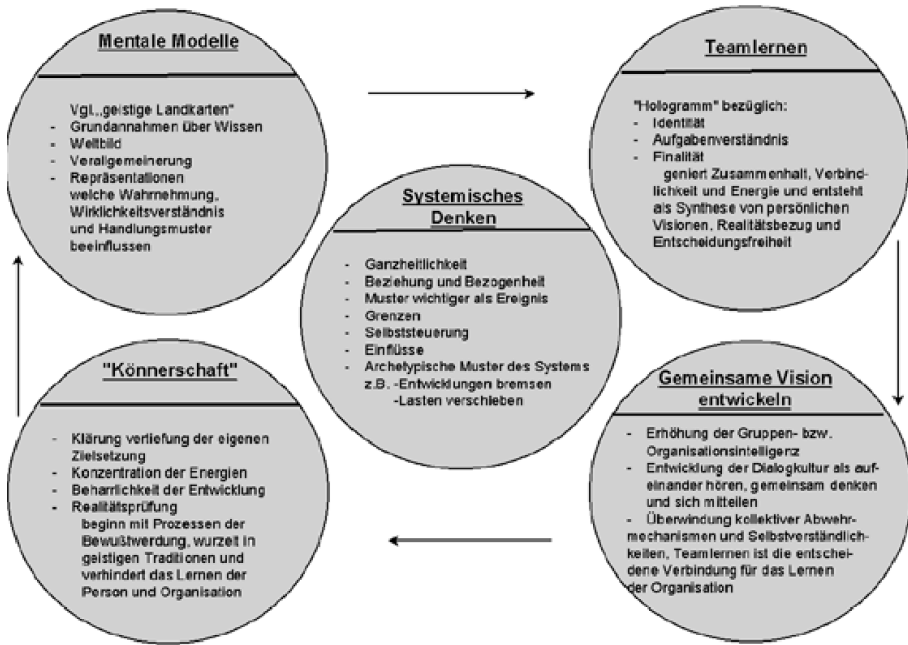 Mentale Modelle
Vgl.„geistige Landkarten"
- Grundannahmen über Wissen
- Weltbild
- Verallgemeinerung
- Repräsentationen
welche Wahrnehmung,
Wirklichkeitsverständnis
und Handlungsmuster
beeinflussen
Teamlernen
"Hologramm" bezüglich:
- Identität
- Aufgabenverständnis
- Finalität
geniert Zusammenhalt, Verbind-
lichkeit und Energie und entsteht
als Synthese von persönlichen
Visionen, Realitätsbezug und
Entscheidungsfreiheit
Systemisches
Denken
- Ganzheitlichkeit
- Beziehung und Bezogenheit
- Muster wichtiger als Ereignis
- Grenzen
- Selbststeuerung
- Einflüsse
- Archetypische Muster des Systems
z.B. -Entwicklungen bremsen
-Lasten verschieben
"Könnerschaft"
- Klärung verliefung der eigenen
Zielsetzung
- Konzentration der Energien
- Beharrlichkeit der Entwicklung
- Realitätsprüfung
beginn mit Prozessen der
Bewußtwerdung, wurzelt in
geistigen Traditionen und
verhindert das Lernen der
Person und Organisation
Gemeinsame Vision
entwickeln
- Erhöhung der Gruppen- bzw.
Organisationsintelligenz
- Entwicklung der Dialogkultur als auf-
einander hören, gemeinsam denken
und sich mitteilen
- Überwindung kollektiver Abwehr-
mechanismen und Selbstverständlich-
keiten, Teamlernen ist die entschei-
dene Verbindung für das Lernen
der Organisation